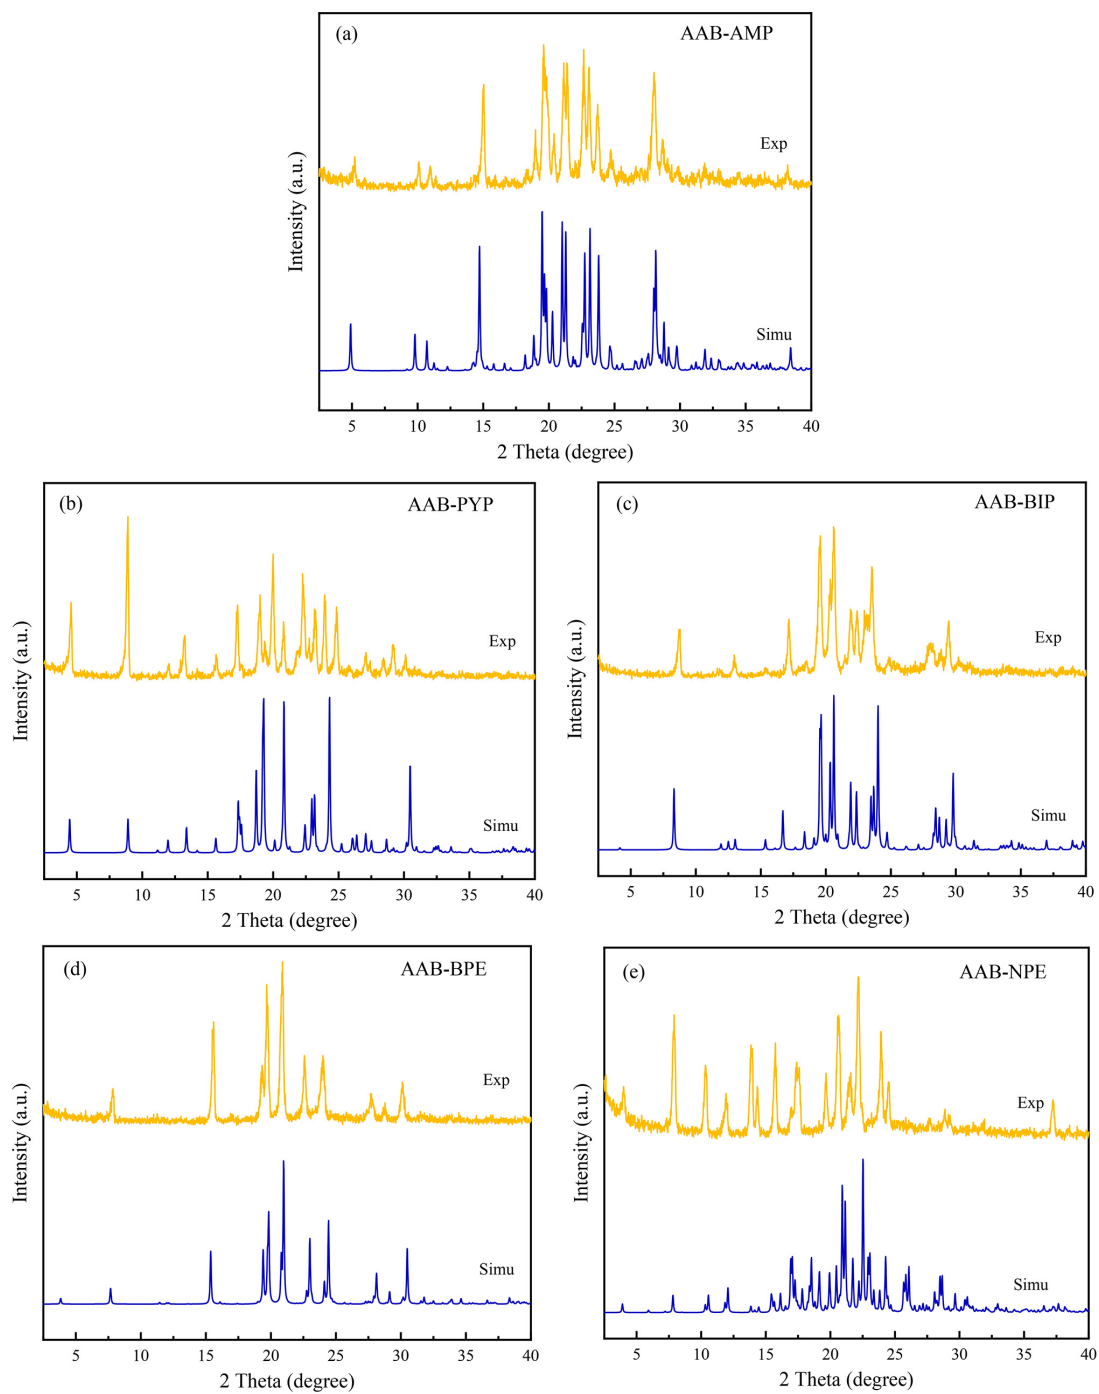 (a)
AAB-AMP
Exp
Simu
Intensity (a.u.)
5 10 15 20 25 30 35 40
2 Theta (degree)
(b)
AAB-PYP
Exp
Simu
Intensity (a.u.)
5 10 15 20 25 30 35 40
2 Theta (degree)
(c)
AAB-BIP
Exp
Simu
Intensity (a.u.)
5 10 15 20 25 30 35 40
2 Theta (degree)
(d)
AAB-BPE
Exp
Simu
Intensity (a.u.)
5 10 15 20 25 30 35 40
2 Theta (degree)
(e)
AAB-NPE
Exp
Simu
Intensity (a.u.)
5 10 15 20 25 30 35 40
2 Theta (degree)